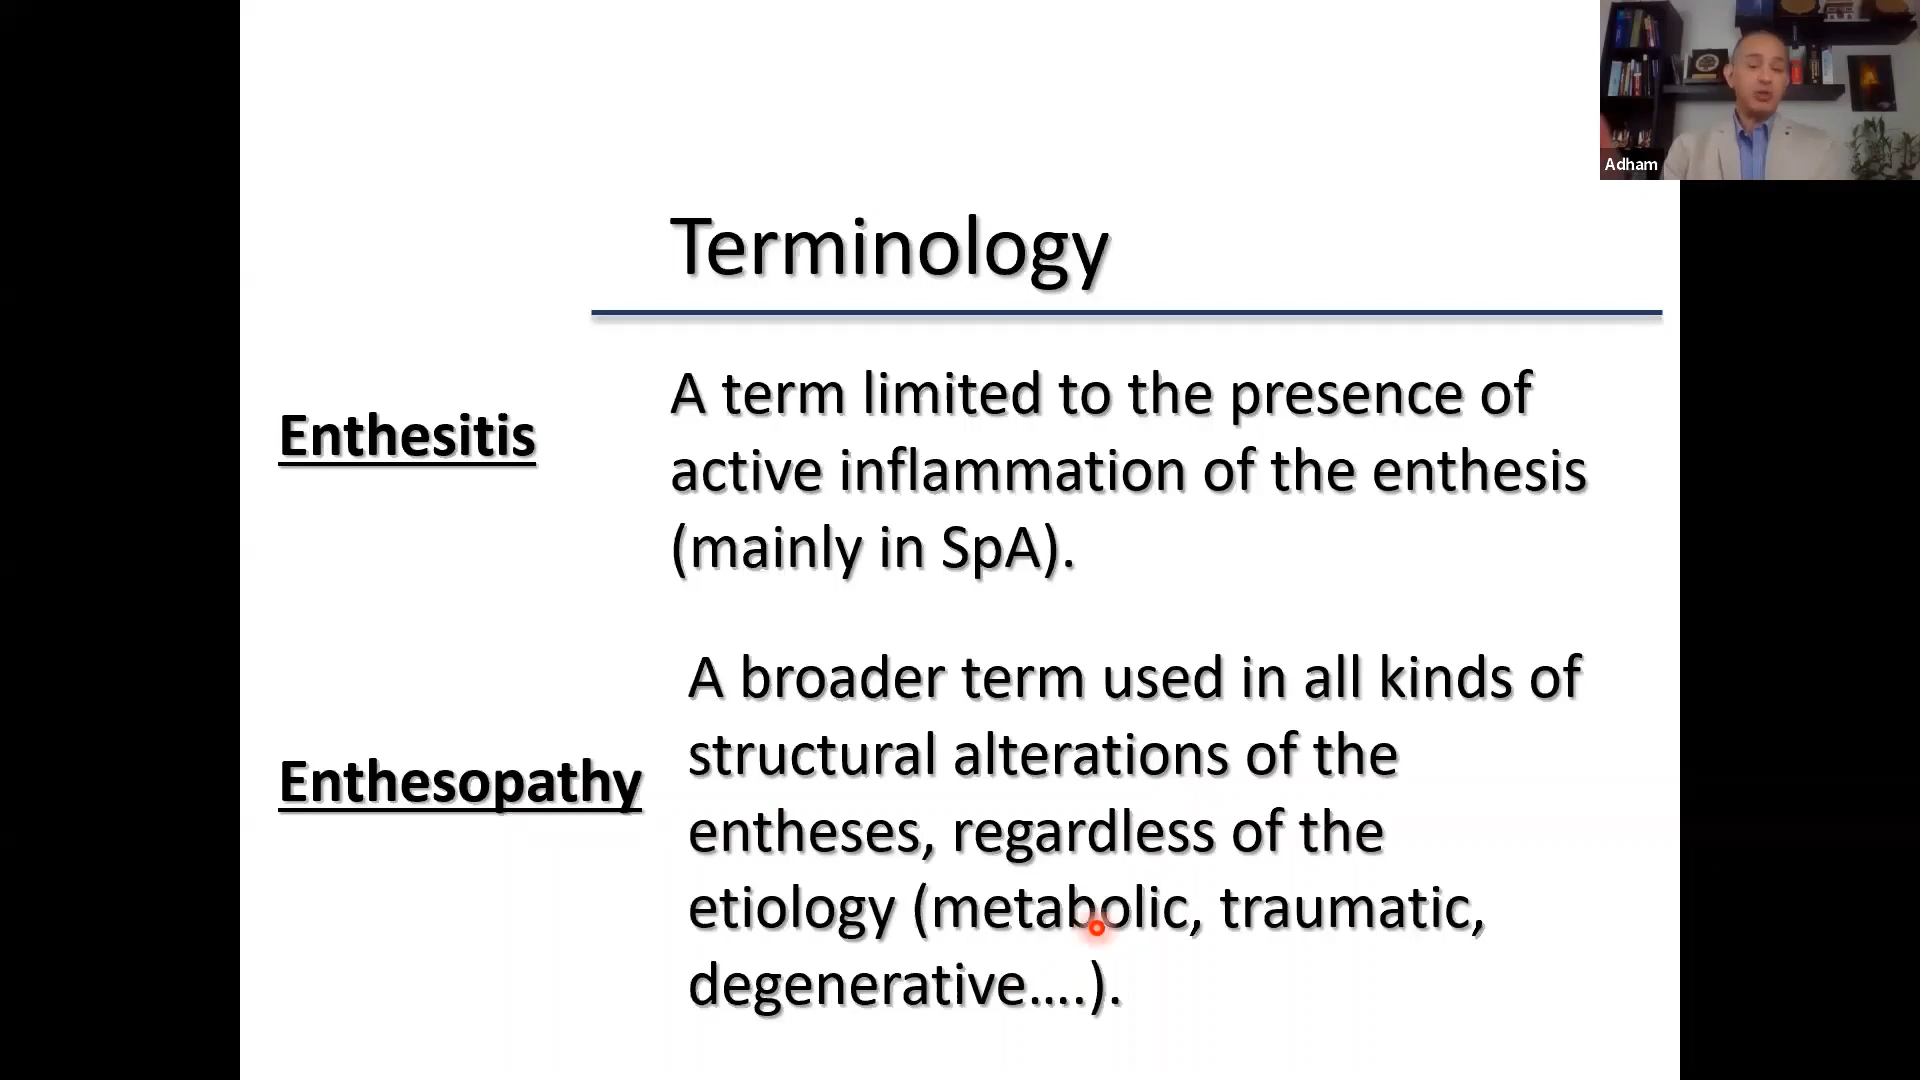 Adham
Terminology
Enthesitis
A term limited to the presence of
active inflammation of the enthesis
(mainly in SpA).
Enthesopathy
A broader term used in all kinds of
structural alterations of the
entheses, regardless of the
etiology (metabolic, traumatic,
degenerative….).